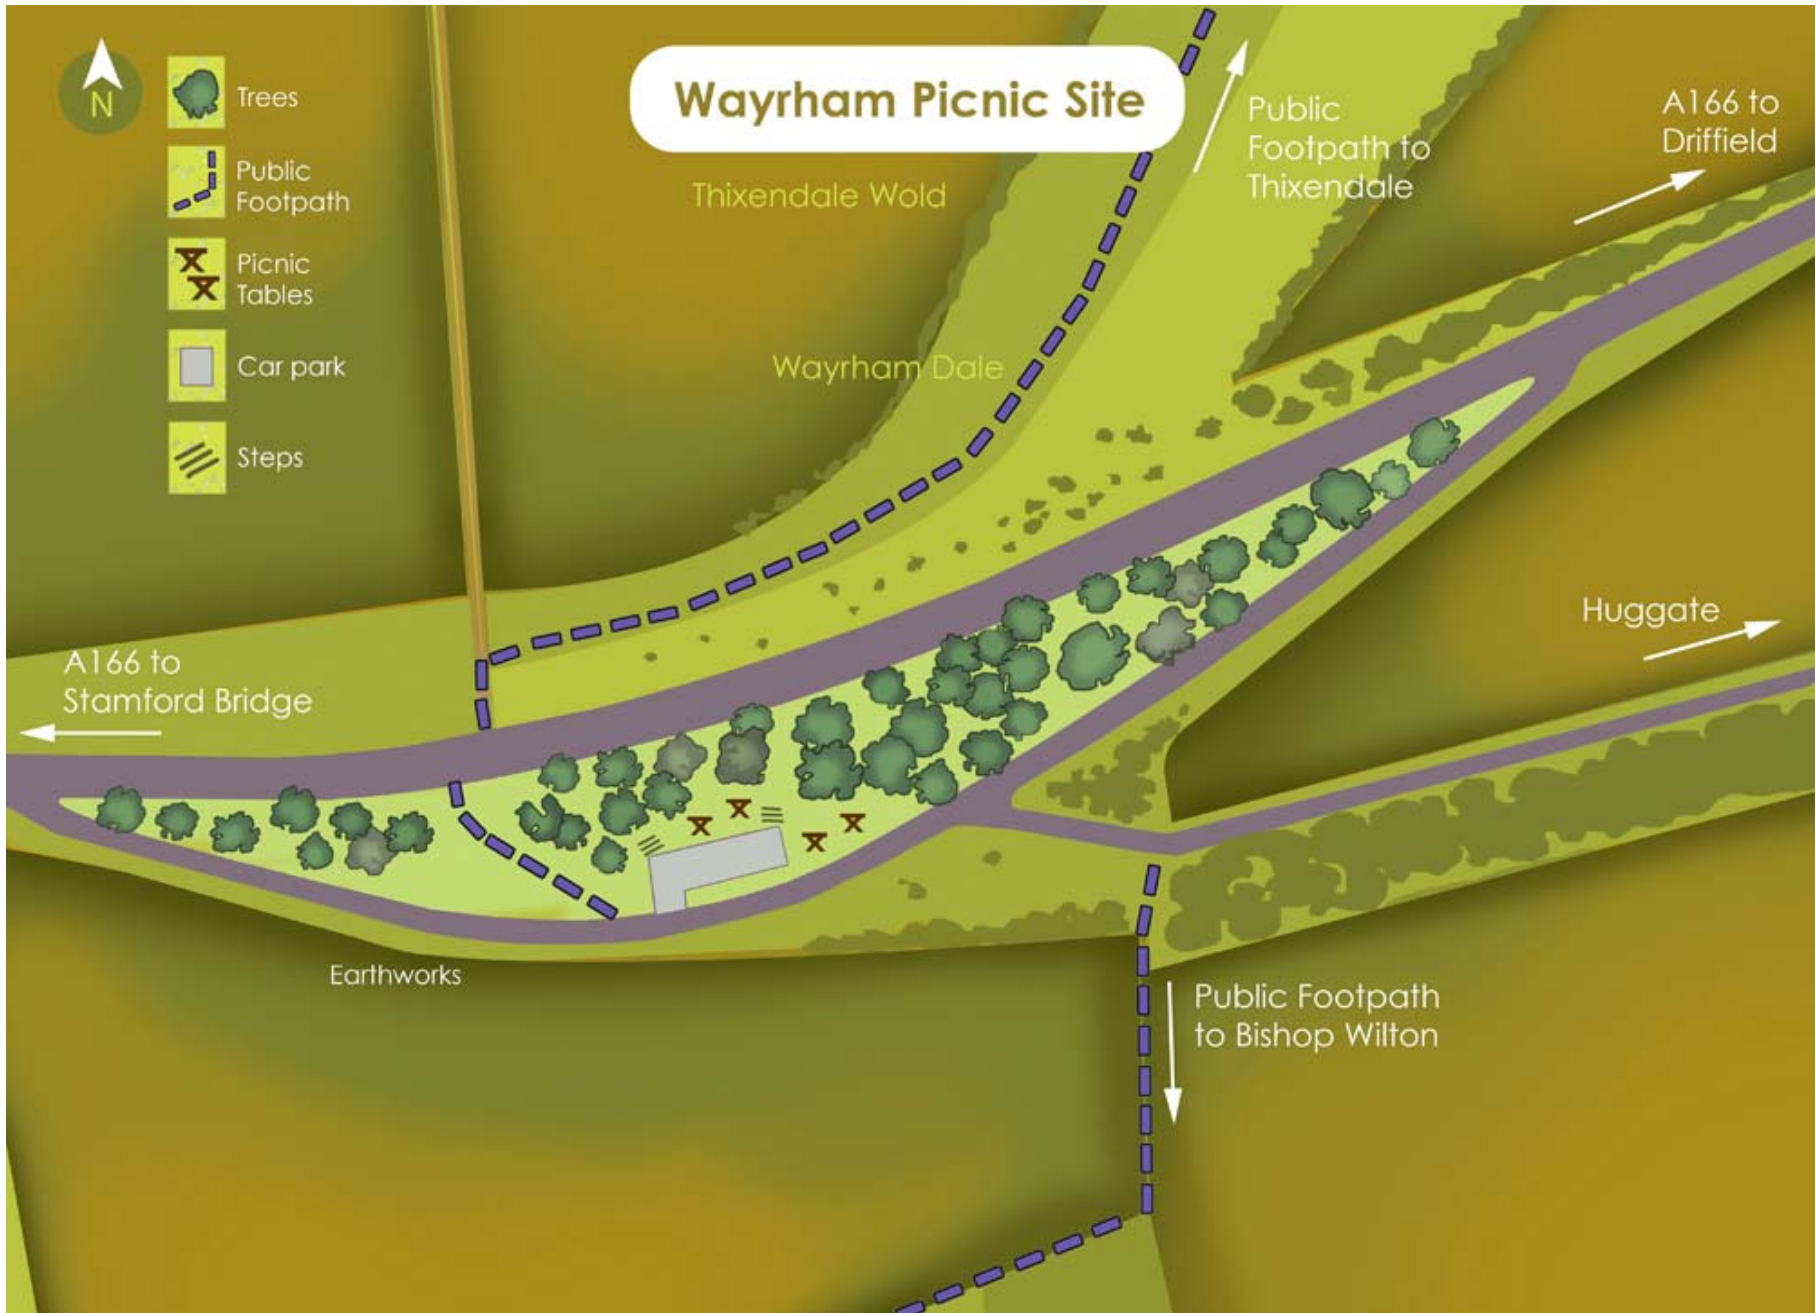 Wayrham Picnic Site
N
Trees
Public
Footpath
Picnic
Tables
Car park
Steps
Thixendale Wold
Public
Footpath to
Thixendale
A166 to
Driffield
Wayrham Dale
Huggate
A166 to
Stamford Bridge
Earthworks
Public Footpath
to Bishop Wilton